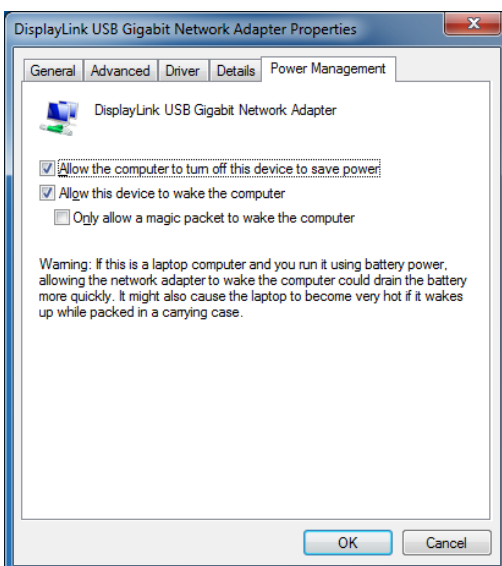 DisplayLink USB Gigabit Network Adapter Properties
General Advanced Driver Details Power Management
DisplayLink USB Gigabit Network Adapter
Allow the computer to turn off this device to save power
Allow this device to wake the computer
Only allow a magic packet to wake the computer
Warning: If this is a laptop computer and you run it using battery power,
allowing the network adapter to wake the computer could drain the battery
more quickly. It might also cause the laptop to become very hot if it wakes
up while packed in a carrying case.
OK Cancel